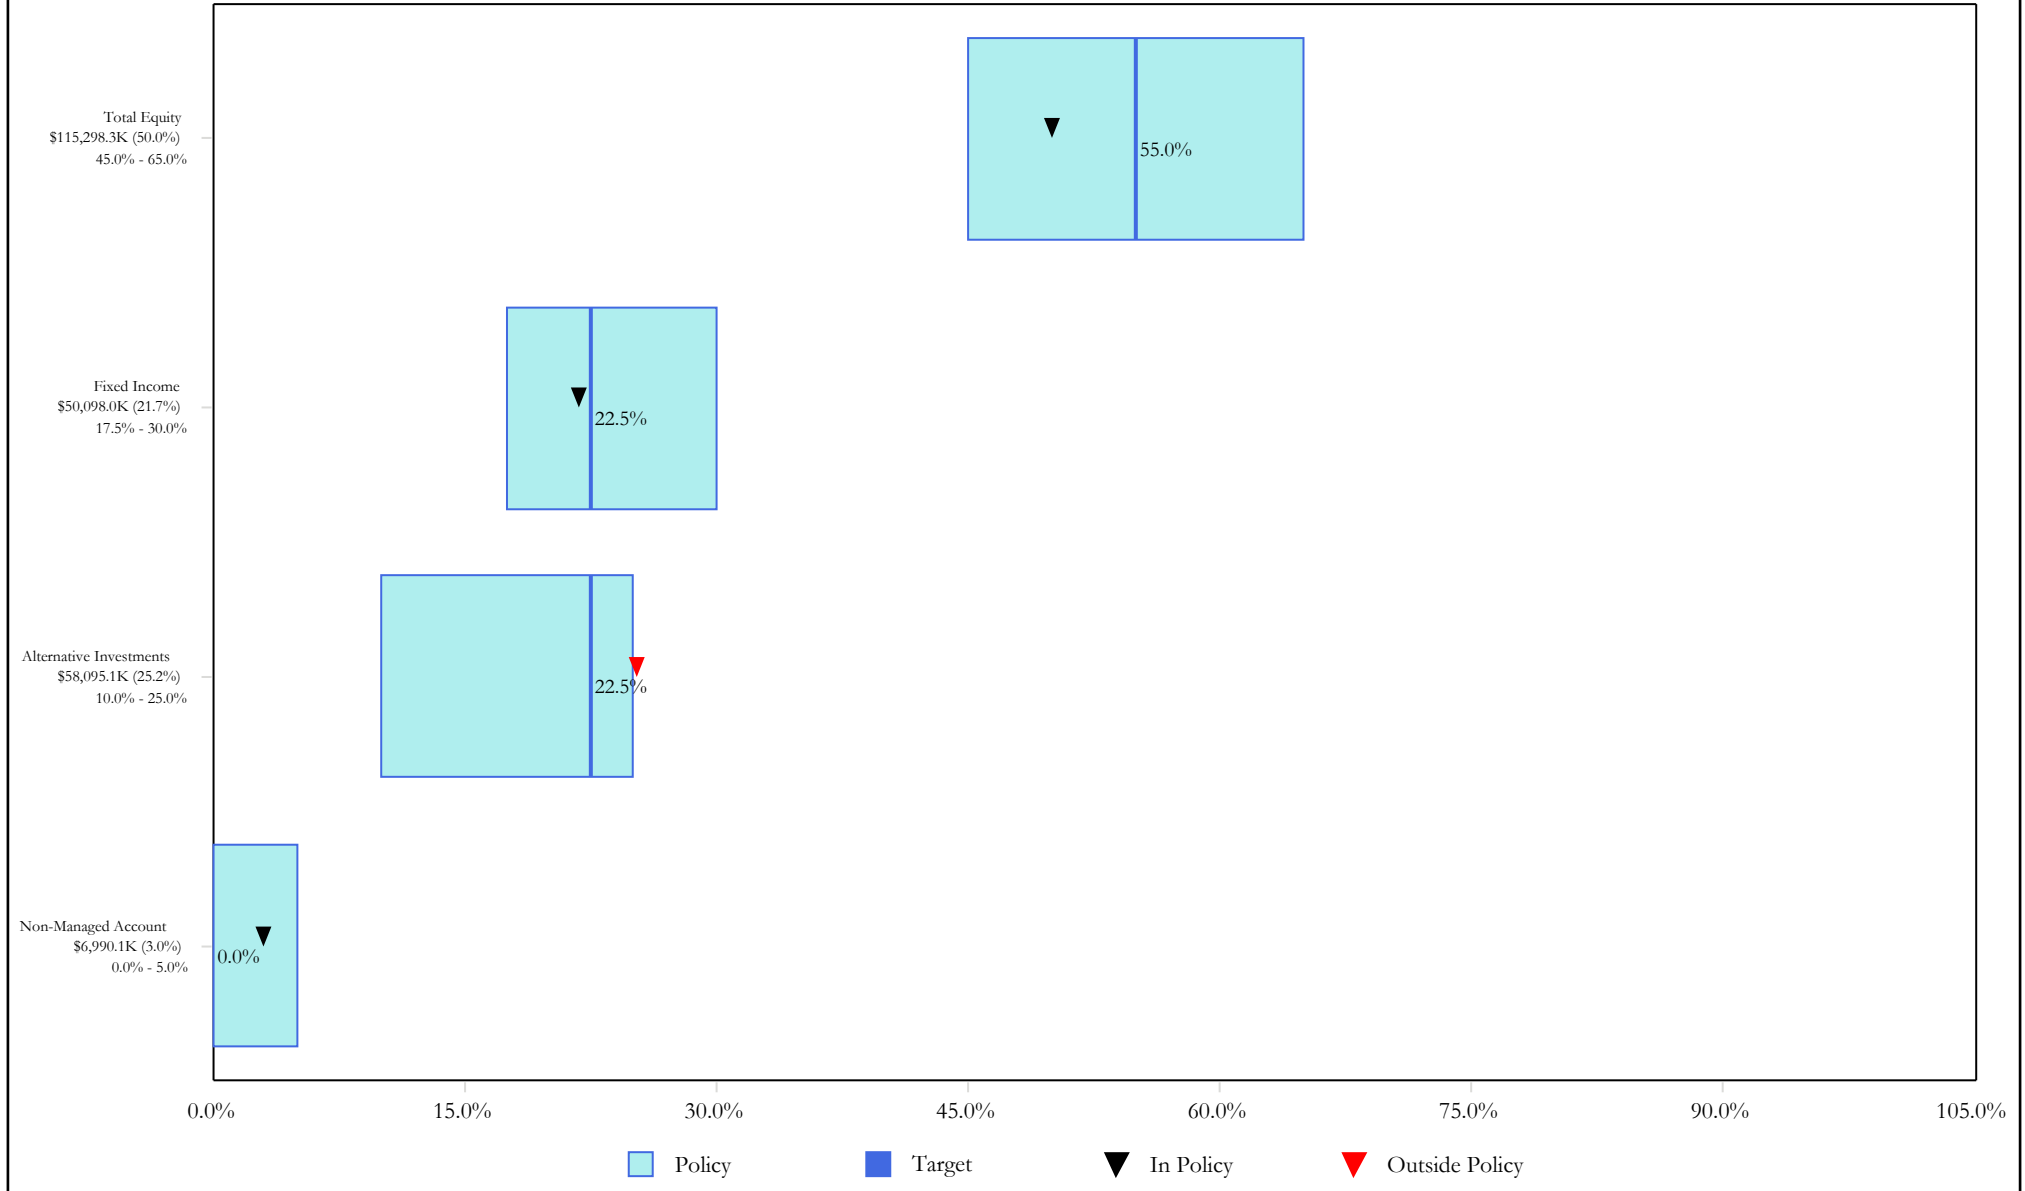 Total Equity
$115,298.3K (50.0%)
45.0% - 65.0%
55.0%
Fixed Income
$50,098.0K (21.7%)
17.5% - 30.0%
22.5%
Alternative Investments
$58,095.1K (25.2%)
10.0% - 25.0%
22.5%
Non-Managed Account
$6,990.1K (3.0%)
0.0% - 5.0%
0.0%
0.0% 15.0% 30.0% 45.0% 60.0% 75.0% 90.0% 105.0%
Policy Target In Policy Outside Policy